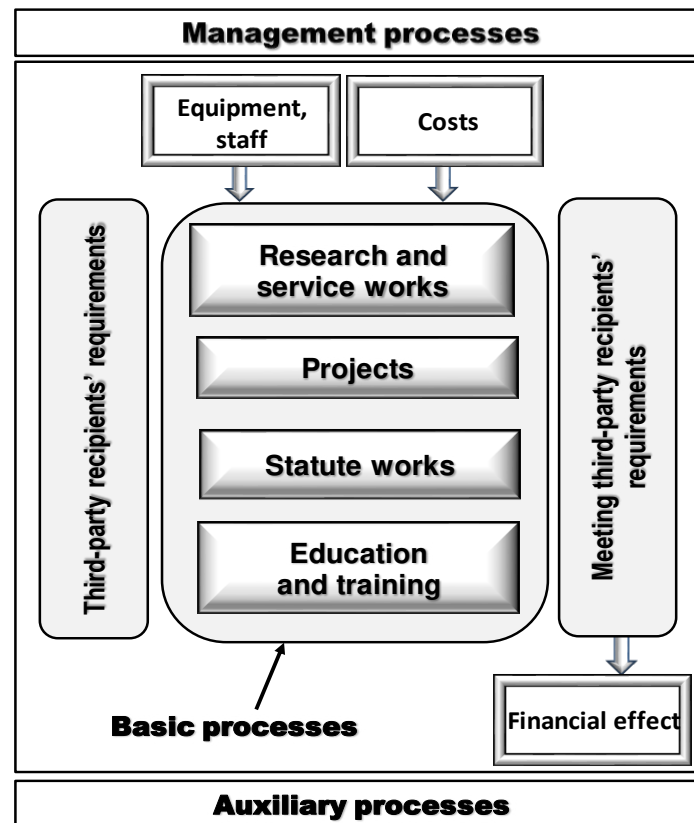 Management processes
Equipment,
staff
Costs
Third-party recipients’ requirements
Research and
service works
Projects
Statute works
Education
and training
Meeting third-party recipients’
requirements
Basic processes
Financial effect
Auxiliary processes